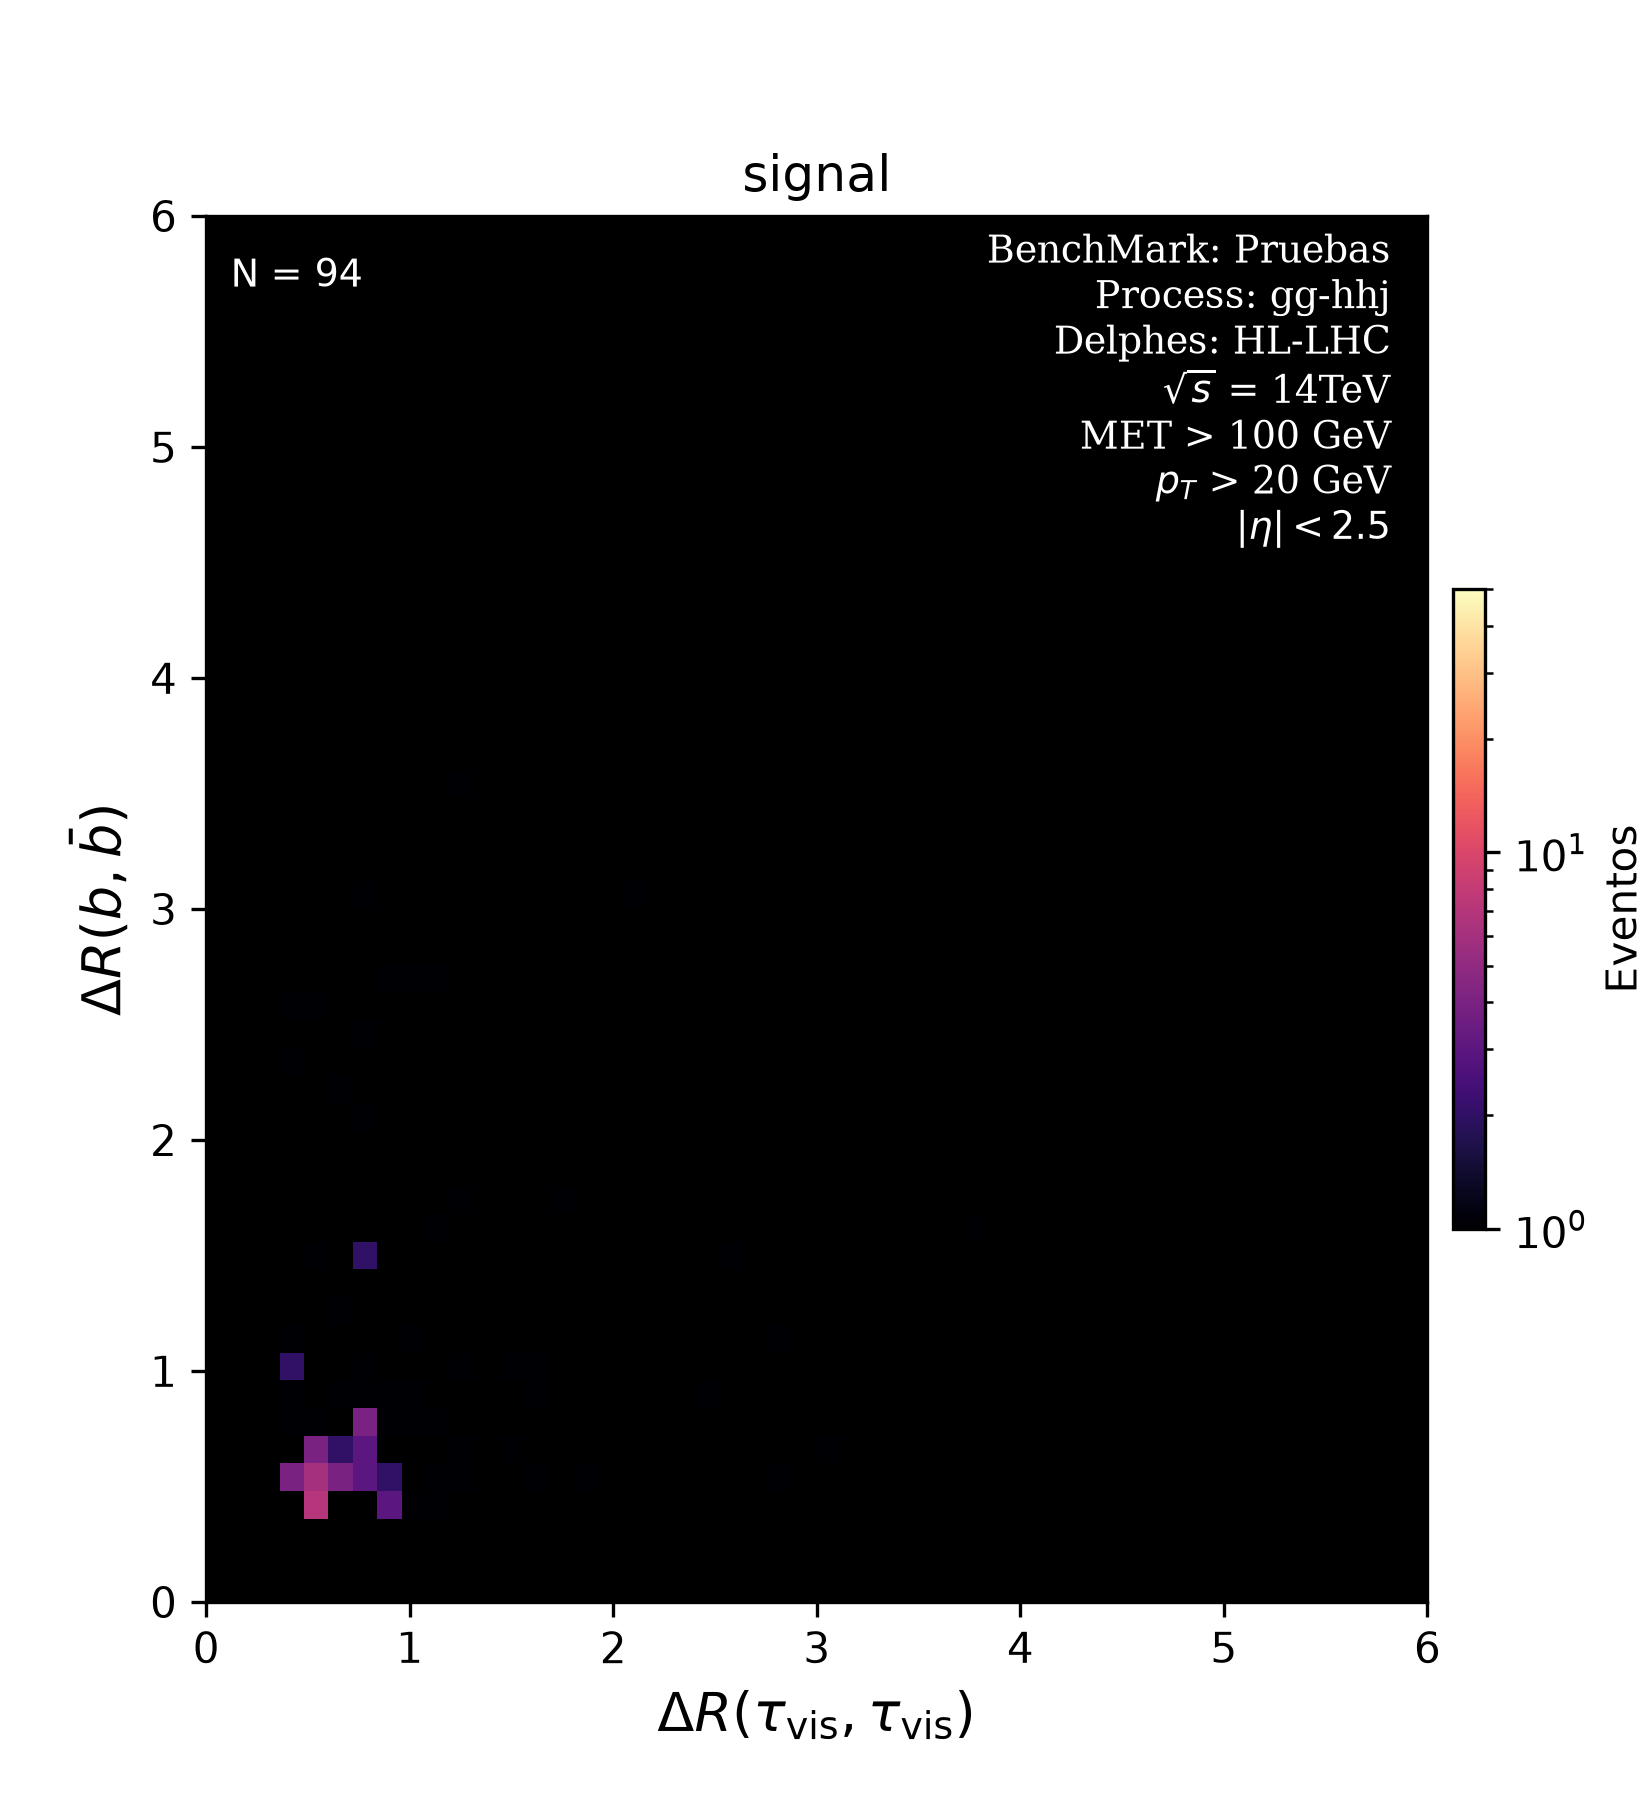 signal
N = 94
BenchMark: Pruebas
Process: gg-hhj
Delphes: HL-LHC
√s = 14TeV
MET > 100 GeV
p_T > 20 GeV
|η| < 2.5
6
5
4
3
2
1
0
ΔR(b, b̄)
0 1 2 3 4 5 6
ΔR(τ_vis, τ_vis)
10¹
10⁰
Eventos